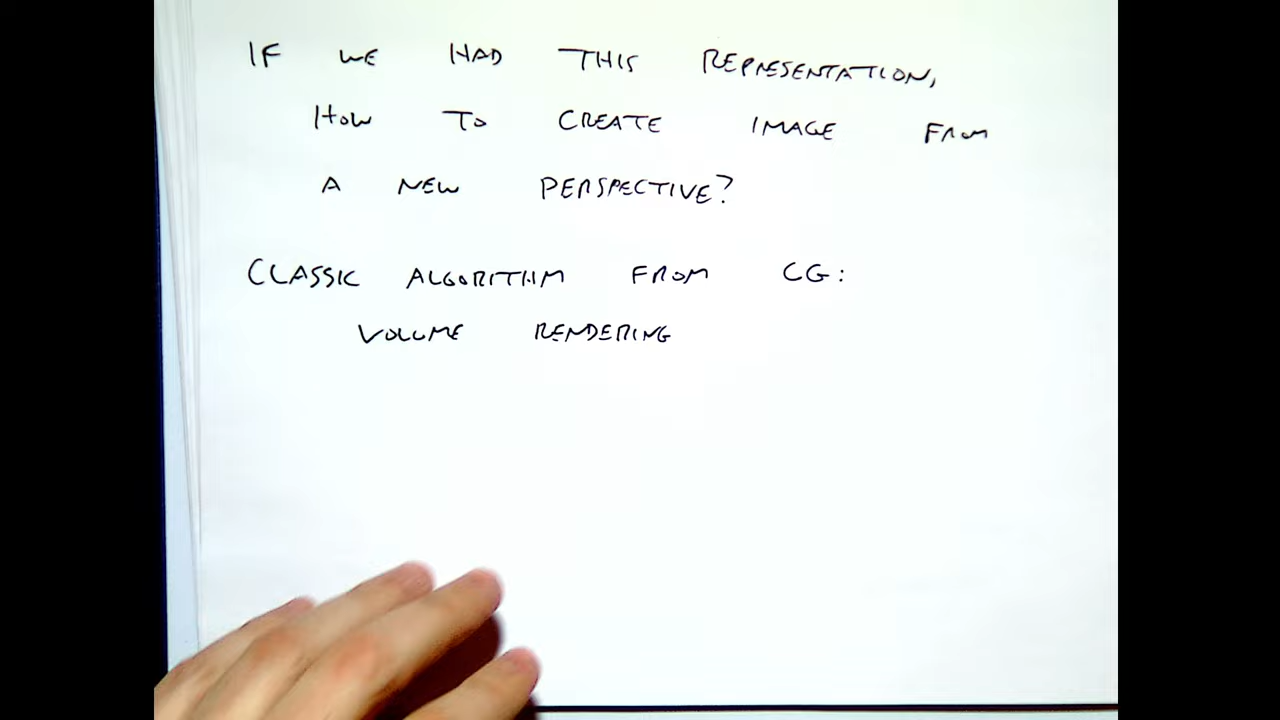 IF WE HAD THIS REPRESENTATION,
HOW TO CREATE IMAGE FROM
A NEW PERSPECTIVE?
CLASSIC ALGORITHM FROM CG:
VOLUME RENDERING